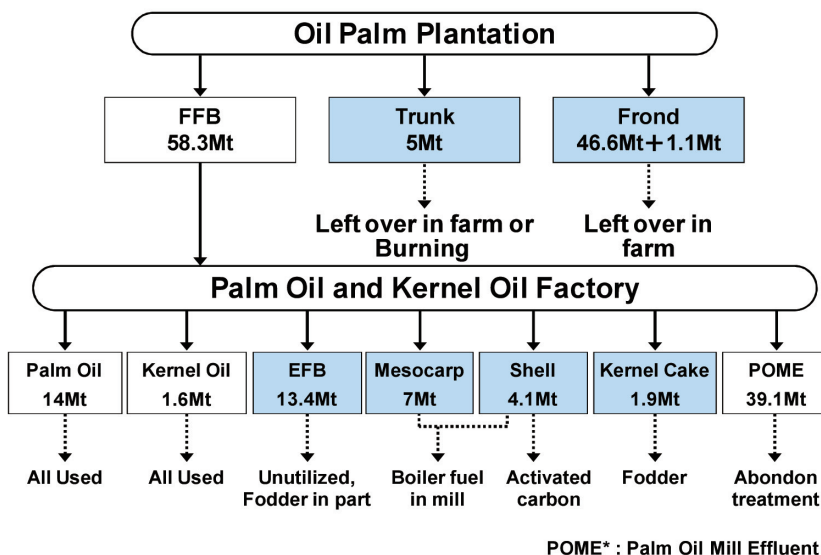 Oil Palm Plantation
FFB
58.3Mt
Trunk
5Mt
Frond
46.6Mt+1.1Mt
Left over in farm or
Burning
Left over in
farm
Palm Oil and Kernel Oil Factory
Palm Oil
14Mt
Kernel Oil
1.6Mt
EFB
13.4Mt
Mesocarp
7Mt
Shell
4.1Mt
Kernel Cake
1.9Mt
POME
39.1Mt
All Used
All Used
Unutilized,
Fodder in part
Boiler fuel
in mill
Activated
carbon
Fodder
Abondon
treatment
POME* : Palm Oil Mill Effluent